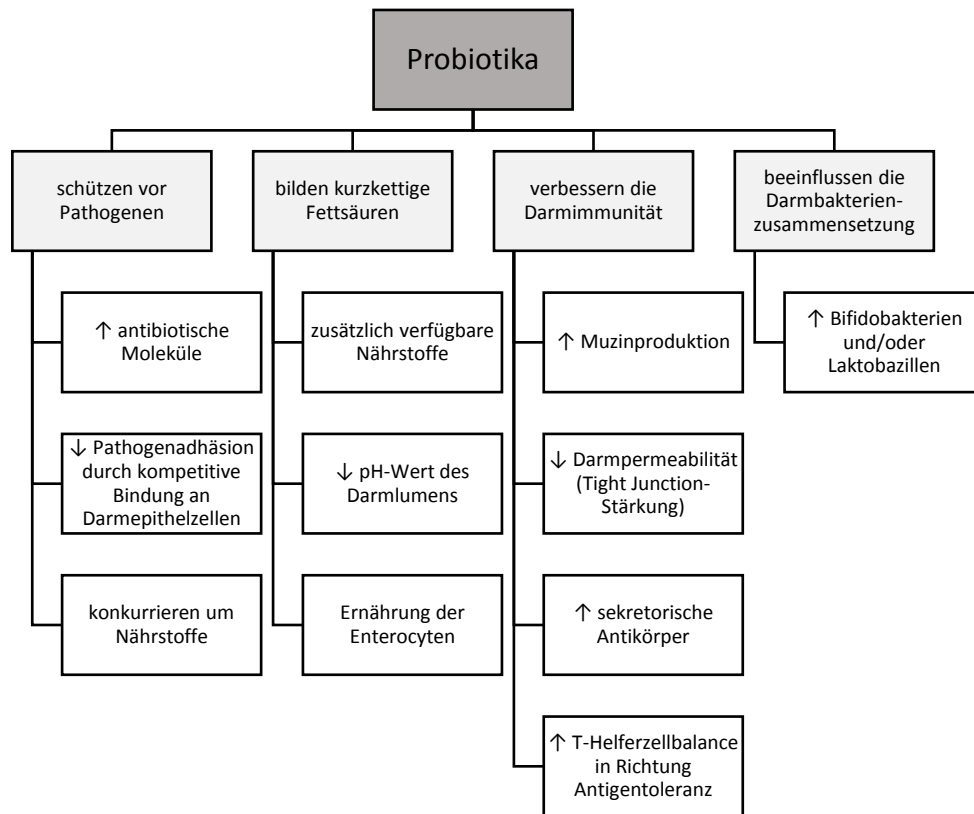 Probiotika
schützen vor
Pathogenen
↑ antibiotische
Moleküle
↓ Pathogenadhäsion
durch kompetitive
Bindung an
Darmepithelzellen
konkurrieren um
Nährstoffe
bilden kurzkettige
Fettsäuren
zusätzlich verfügbare
Nährstoffe
↓ pH-Wert des
Darmlumens
Ernährung der
Enterocyten
verbessern die
Darmimmunität
↑ Muzinproduktion
↓ Darmpermeabilität
(Tight Junction-
Stärkung)
↑ sekretorische
Antikörper
↑ T-Helferzellbalance
in Richtung
Antigentoleranz
beeinflussen die
Darmbakterien-
zusammensetzung
↑ Bifidobakterien
und/oder
Laktobazillen